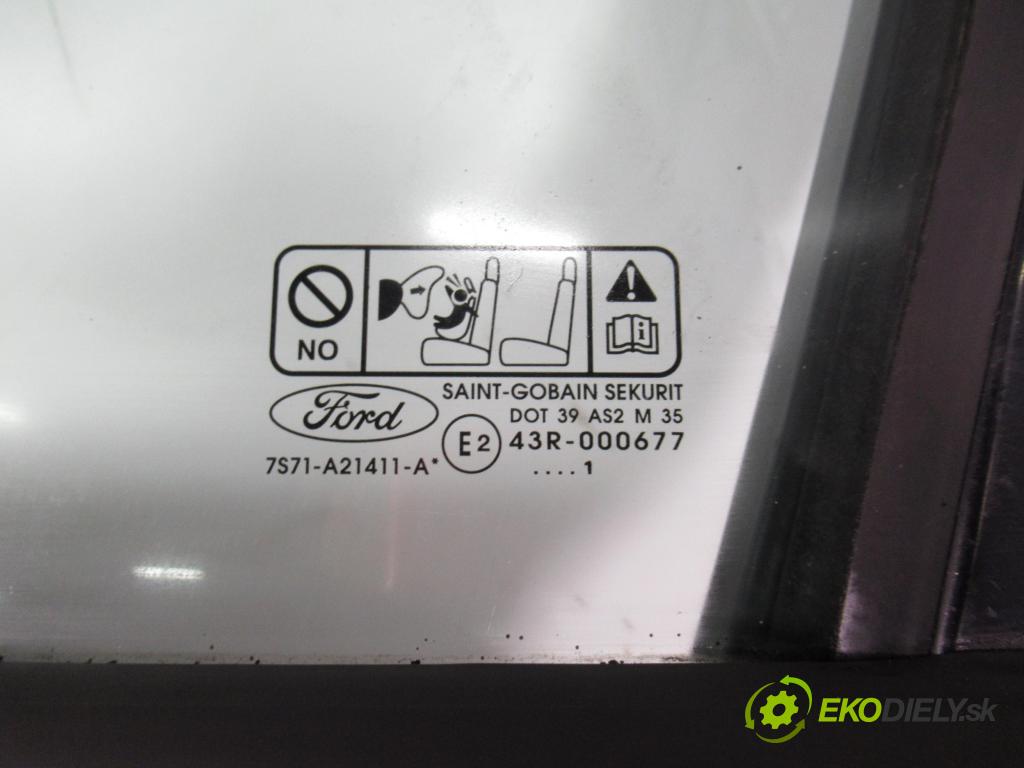 NO
Ford
SAINT-GOBAIN SEKURIT
DOT 39 AS2 M 35
E2 43R-000677
7S71-A21411-A*
....1
EKODIELY.sk